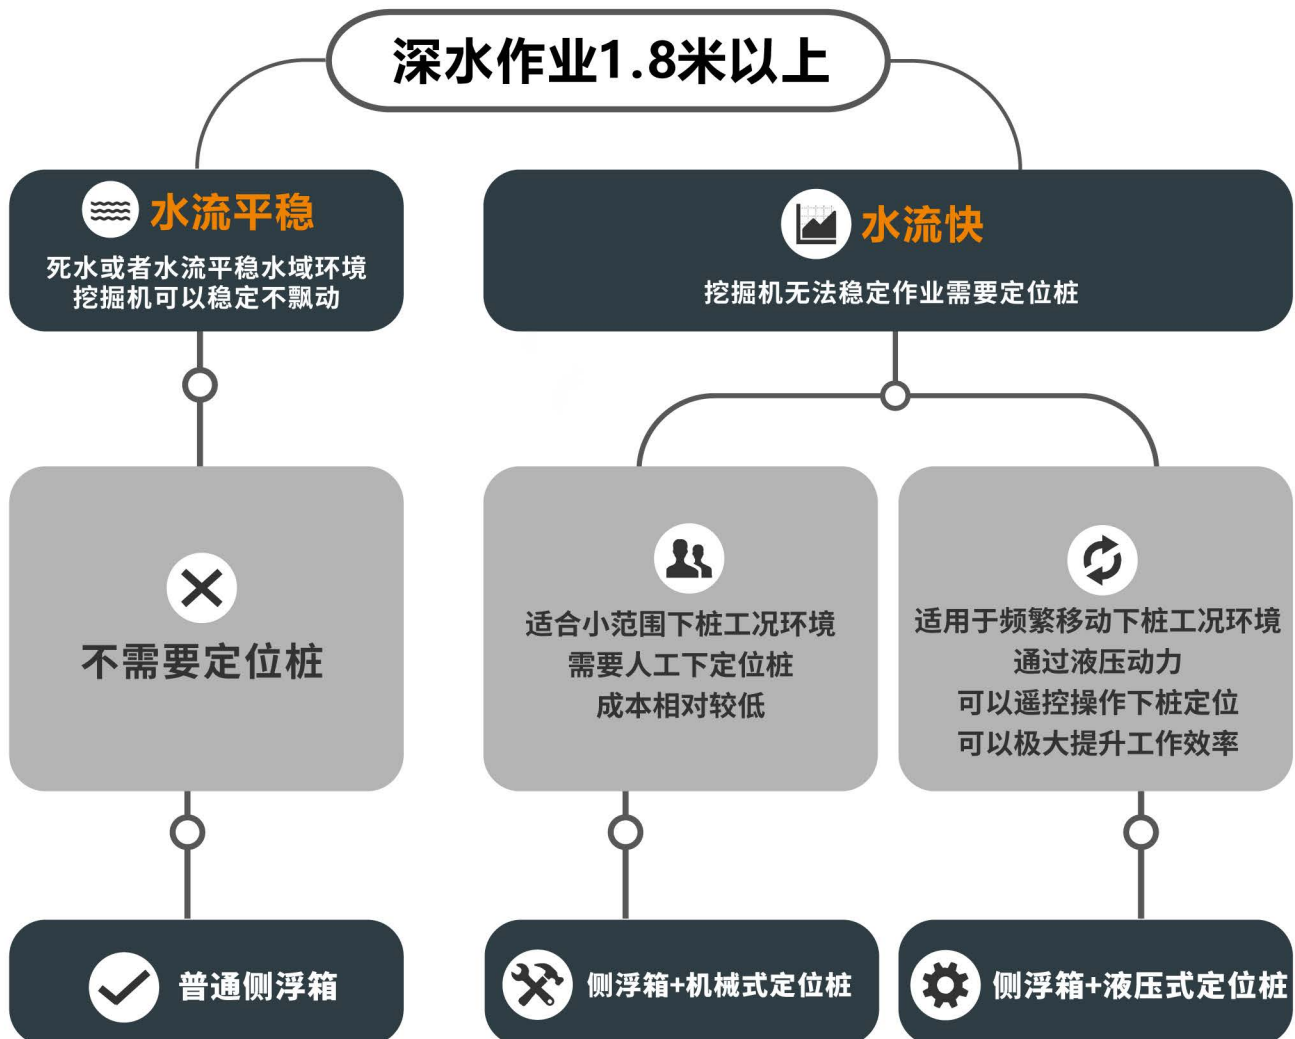 深水作业1.8米以上
水流平稳
死水或者水流平稳水域环境
挖掘机可以稳定不飘动
水流快
挖掘机无法稳定作业需要定位桩
不需要定位桩
适合小范围下桩工况环境
需要人工下定位桩
成本相对较低
适用于频繁移动下桩工况环境
通过液压动力
可以遥控操作下桩定位
可以极大提升工作效率
普通侧浮箱
侧浮箱+机械式定位桩
侧浮箱+液压式定位桩